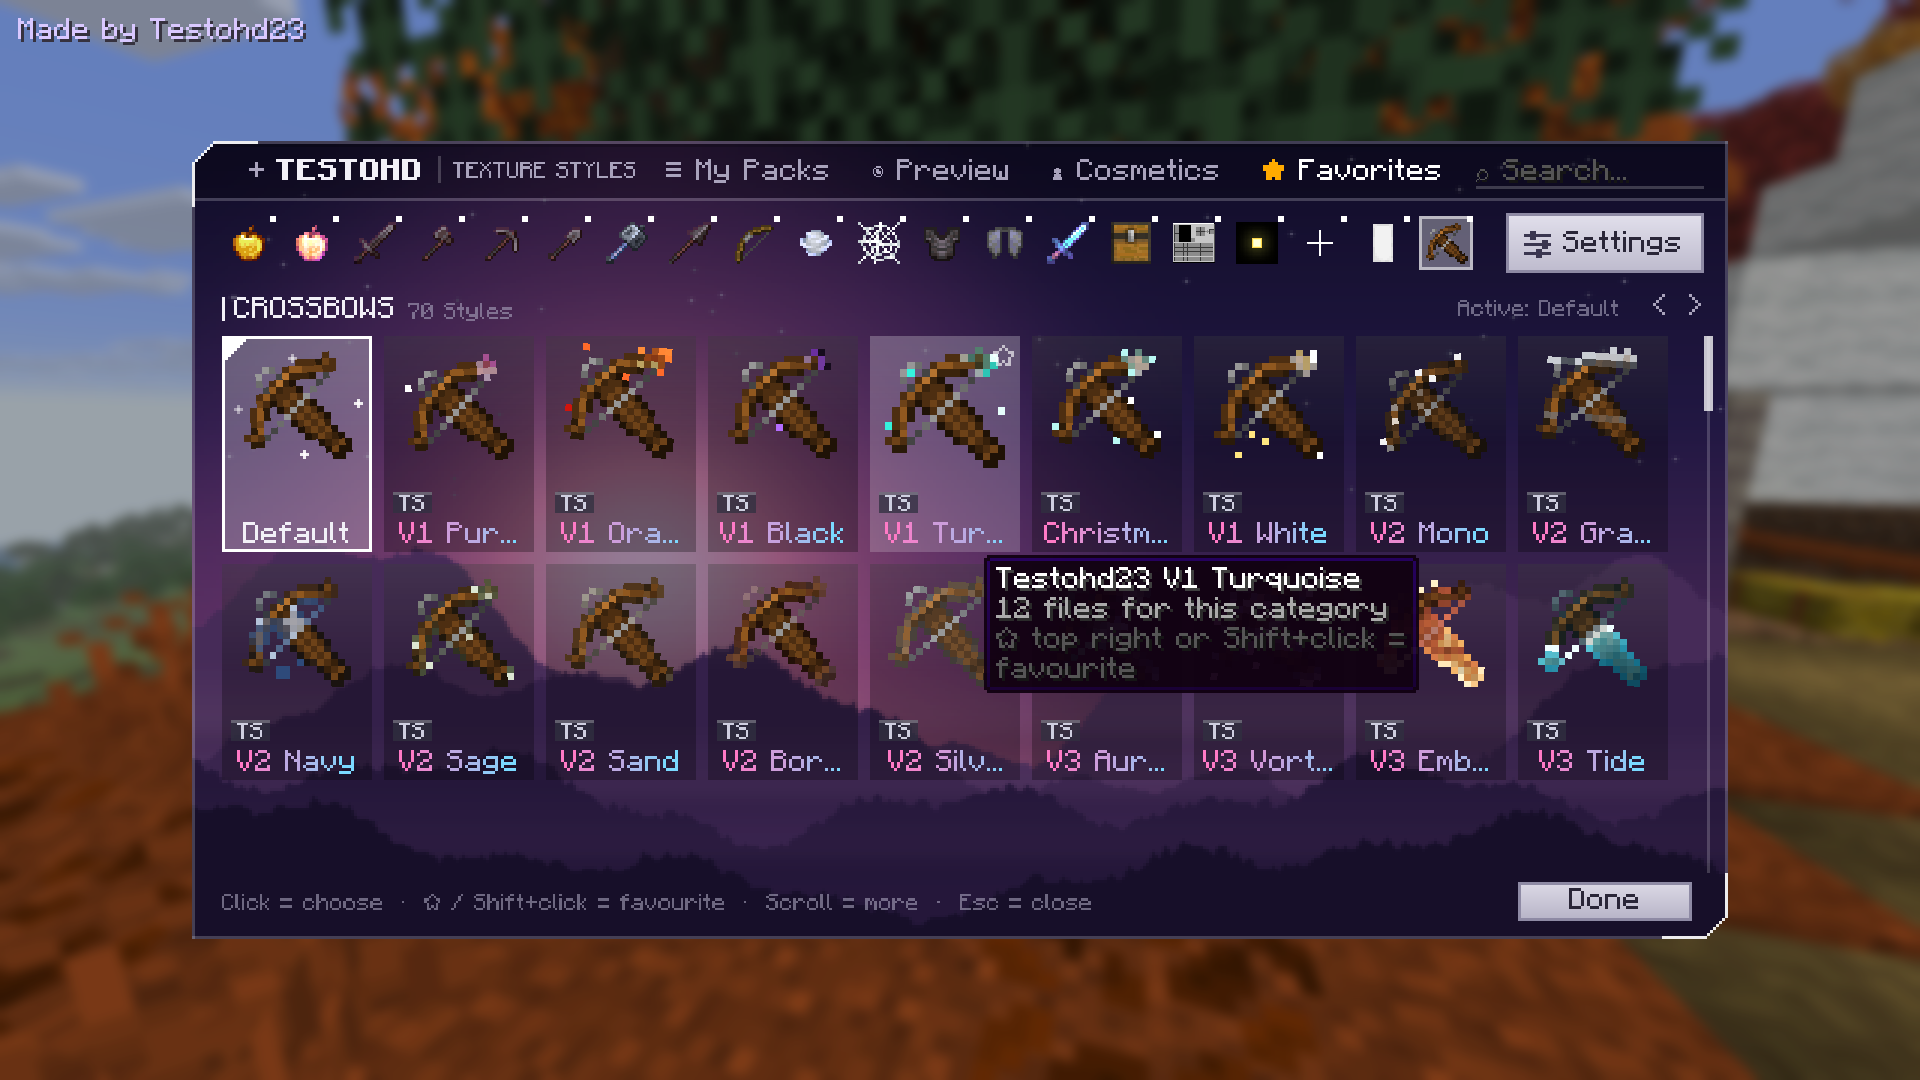 Made by Testohd23
+ TESTOHD | TEXTURE STYLES
My Packs
Preview
Cosmetics
Favorites
Search...
Settings
CROSSBOWS 70 Styles
Active: Default
Default
TS
V1 Pur...
TS
V1 Ora...
TS
V1 Black
TS
V1 Tur...
TS
Christm...
TS
V1 White
TS
V2 Mono
TS
V2 Gra...
Testohd23 V1 Turquoise
12 files for this category
☆ top right or Shift+click =
favourite
TS
V2 Navy
TS
V2 Sage
TS
V2 Sand
TS
V2 Bor...
TS
V2 Silv...
TS
V3 Aur...
TS
V3 Vort...
TS
V3 Emb...
TS
V3 Tide
Click = choose · ☆ / Shift+click = favourite · Scroll = more · Esc = close
Done